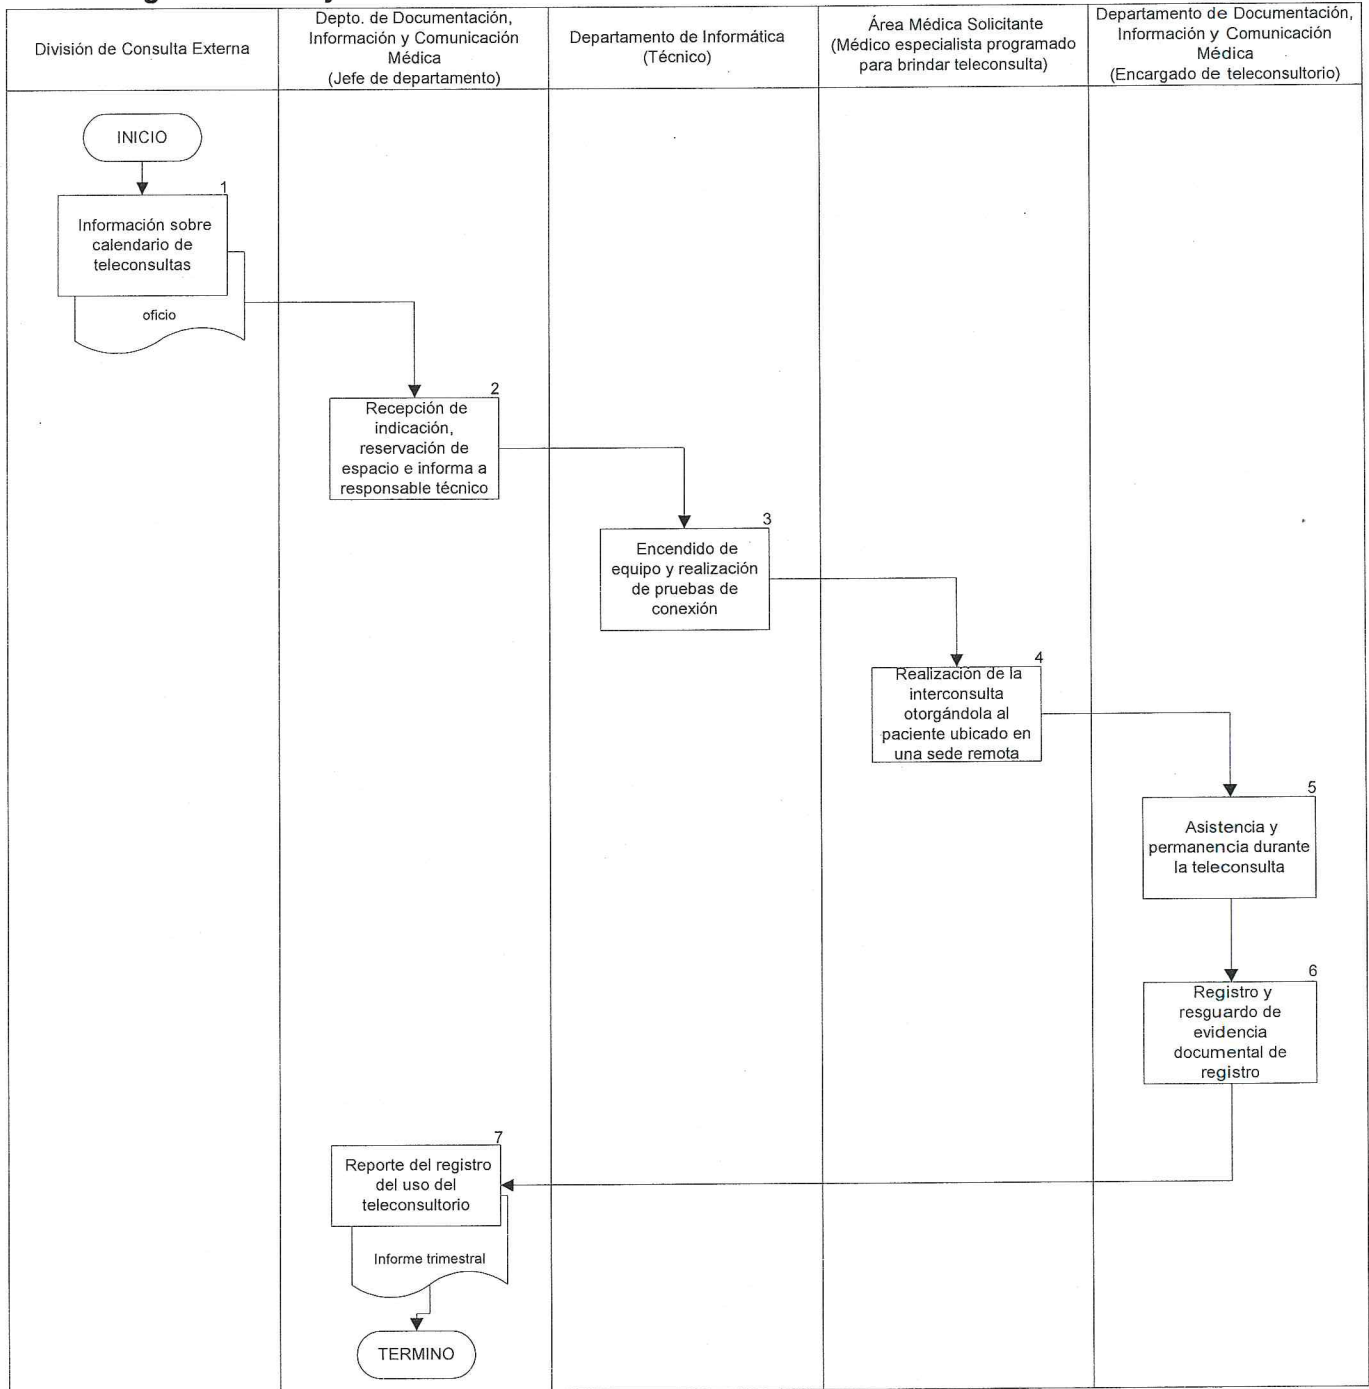 División de Consulta Externa
Depto. de Documentación,
Información y Comunicación
Médica
(Jefe de departamento)
Departamento de Informática
(Técnico)
Área Médica Solicitante
(Médico especialista programado
para brindar teleconsulta)
Departamento de Documentación,
Información y Comunicación
Médica
(Encargado de teleconsultorio)
INICIO
1
Información sobre
calendario de
teleconsultas
oficio
2
Recepción de
indicación,
reservación de
espacio e informa a
responsable técnico
3
Encendido de
equipo y realización
de pruebas de
conexión
4
Realización de la
interconsulta
otorgándola al
paciente ubicado en
una sede remota
5
Asistencia y
permanencia durante
la teleconsulta
6
Registro y
resguardo de
evidencia
documental de
registro
7
Reporte del registro
del uso del
teleconsultorio
Informe trimestral
TERMINO